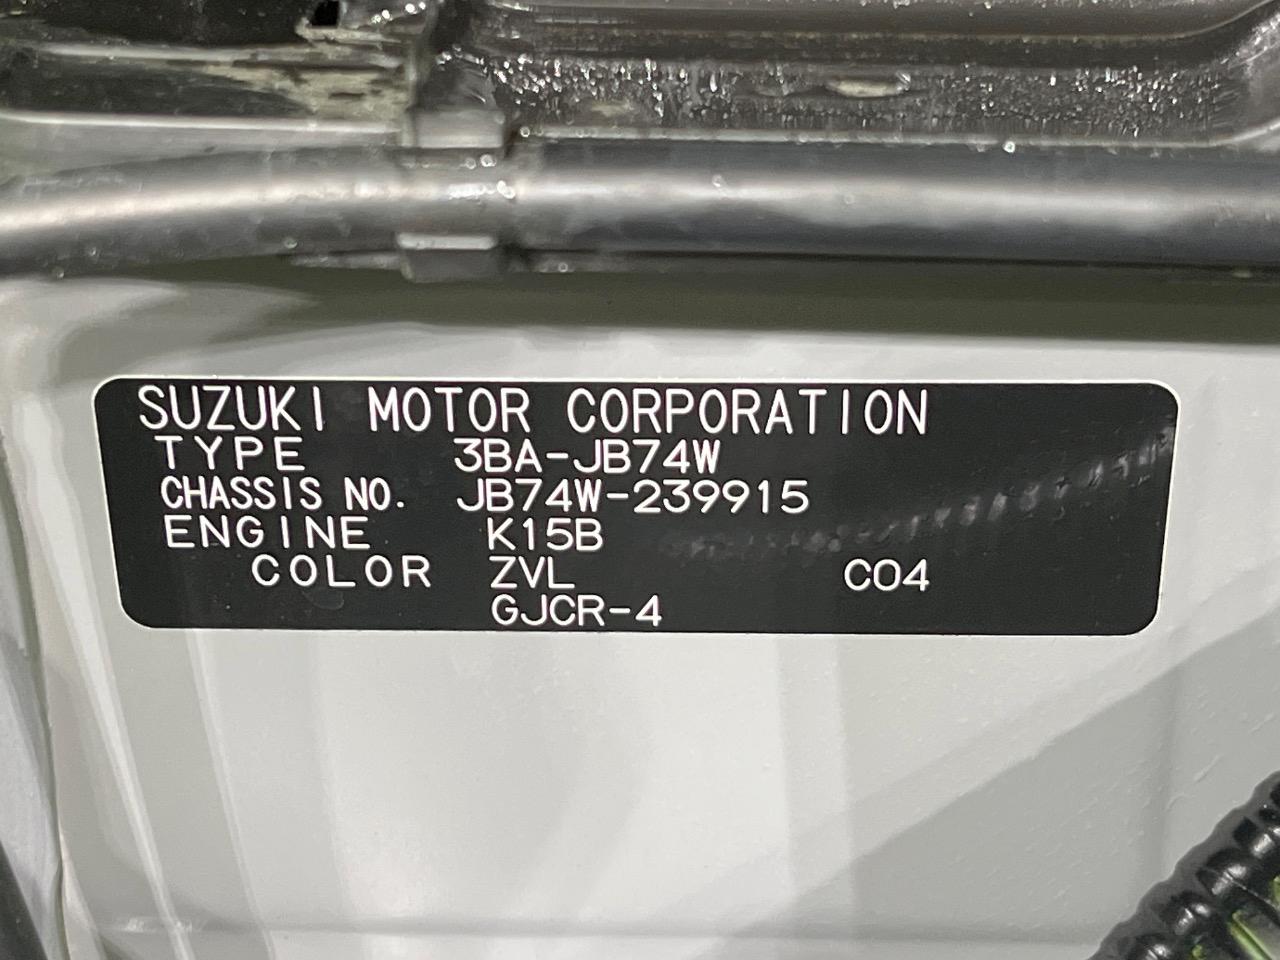 SUZUKI MOTOR CORPORATION
TYPE 3BA-JB74W
CHASSIS NO. JB74W-239915
ENGINE K15B
COLOR ZVL C04
GJCR-4